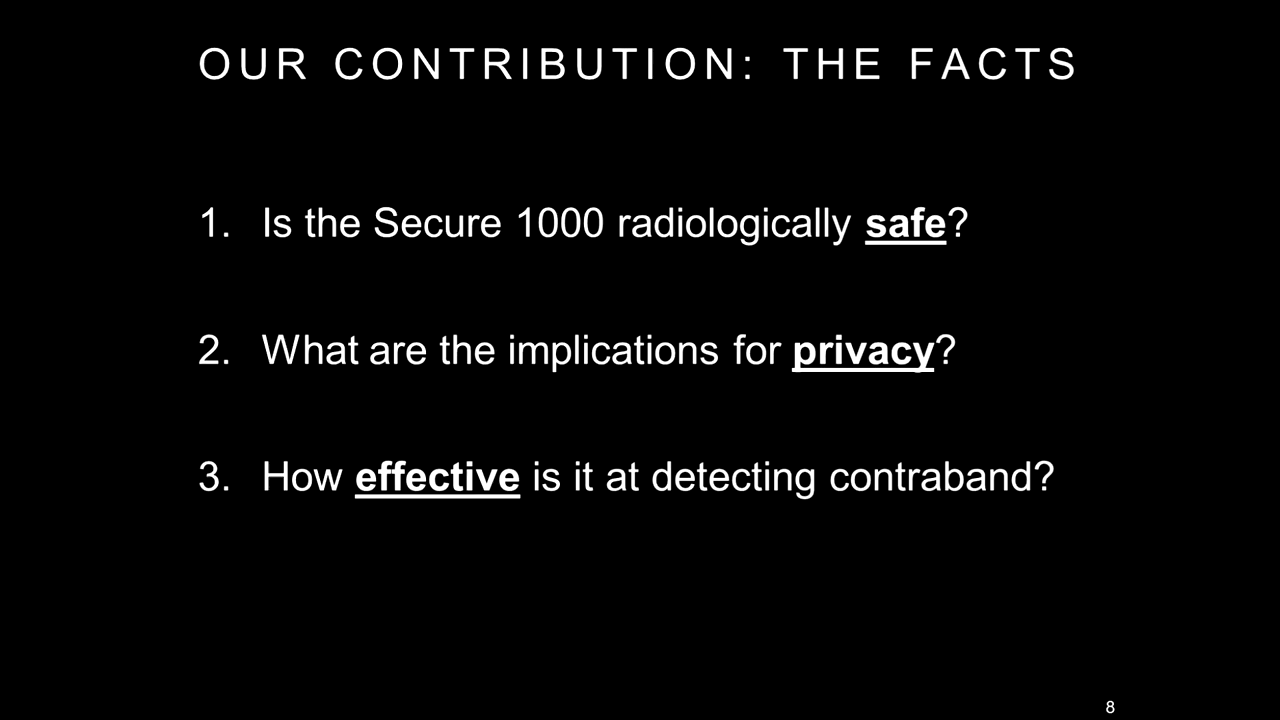 OUR CONTRIBUTION: THE FACTS
1. Is the Secure 1000 radiologically safe?
2. What are the implications for privacy?
3. How effective is it at detecting contraband?
8